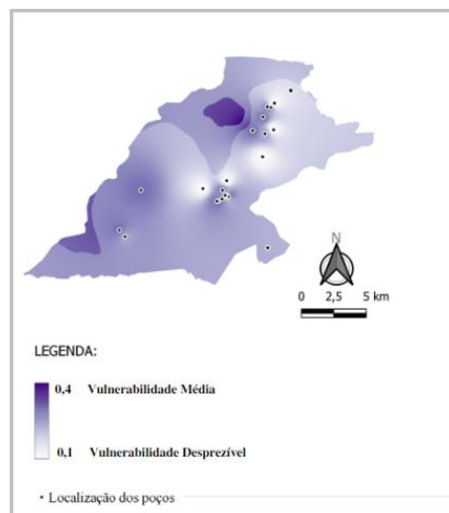 N
0 2,5 5 km
LEGENDA:
0,4 Vulnerabilidade Média
0,1 Vulnerabilidade Desprezível
• Localização dos poços